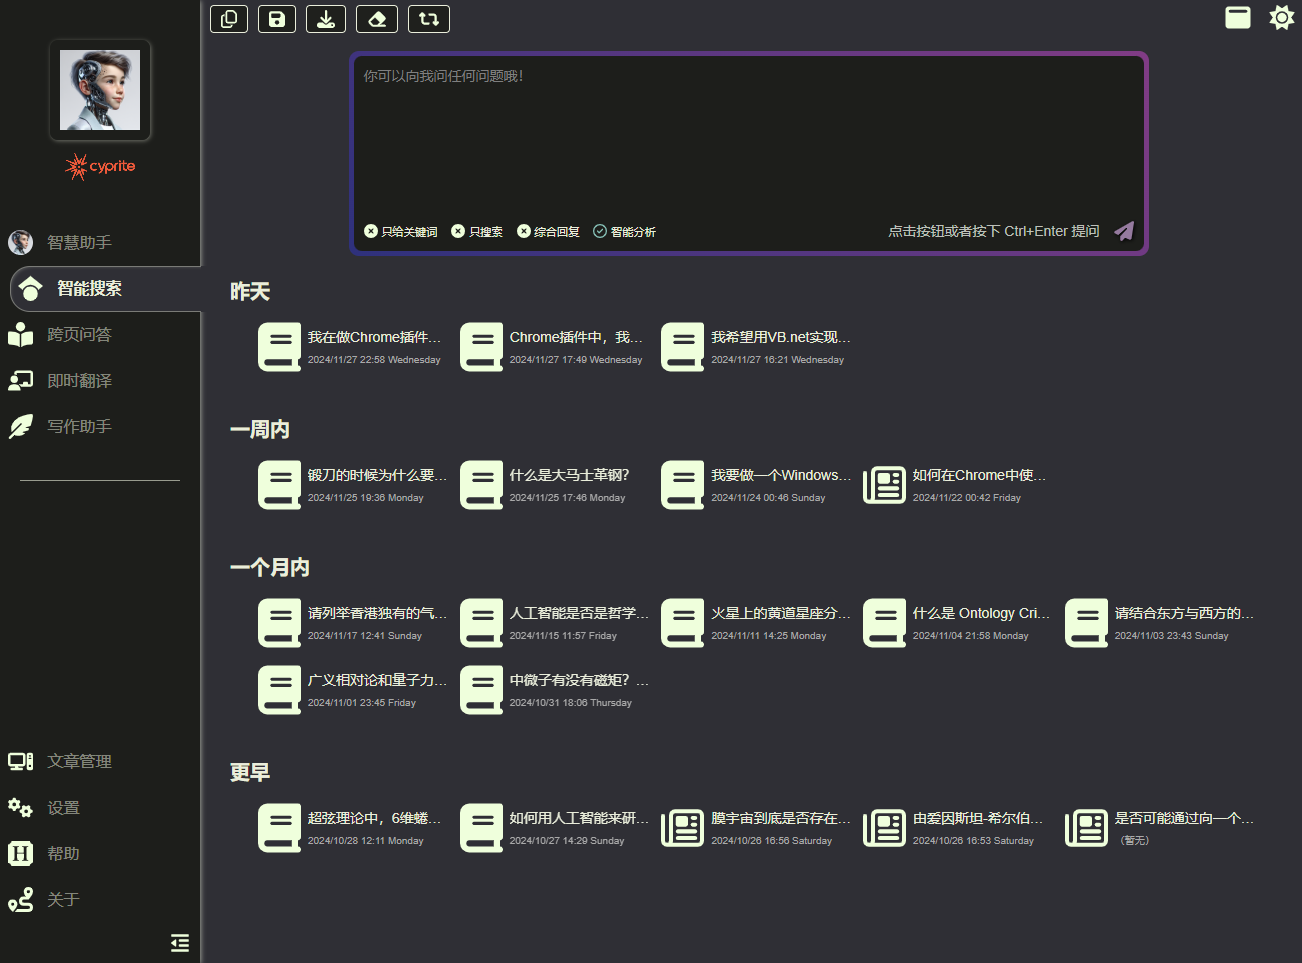 cyprite
智慧助手
智能搜索
跨页问答
即时翻译
写作助手
文章管理
设置
帮助
关于
你可以向我问任何问题哦!
只给关键词 只搜索 综合回复 智能分析 点击按钮或者按下 Ctrl+Enter 提问
昨天
我在做Chrome插件... Chrome插件中，我... 我希望用VB.net实现...
2024/11/27 22:58 Wednesday 2024/11/27 17:49 Wednesday 2024/11/27 16:21 Wednesday
一周内
锻刀的时候为什么要... 什么是大马士革钢? 我要做一个Windows... 如何在Chrome中使...
2024/11/25 19:36 Monday 2024/11/25 17:46 Monday 2024/11/24 00:46 Sunday 2024/11/22 00:42 Friday
一个月内
请列举香港独有的气... 人工智能是否是哲学... 火星上的黄道星座分... 什么是 Ontology Cri... 请结合东方与西方的...
2024/11/17 12:41 Sunday 2024/11/15 11:57 Friday 2024/11/11 14:25 Monday 2024/11/04 21:58 Monday 2024/11/03 23:43 Sunday
广义相对论和量子力... 中微子有没有磁矩? ...
2024/11/01 23:45 Friday 2024/10/31 18:06 Thursday
更早
超弦理论中，6维蜷... 如何用人工智能来研... 膜宇宙到底是否存在... 由爱因斯坦-希尔伯... 是否可能通过向一个...
2024/10/28 12:11 Monday 2024/10/27 14:29 Sunday 2024/10/26 16:56 Saturday 2024/10/26 16:53 Saturday （暂无）